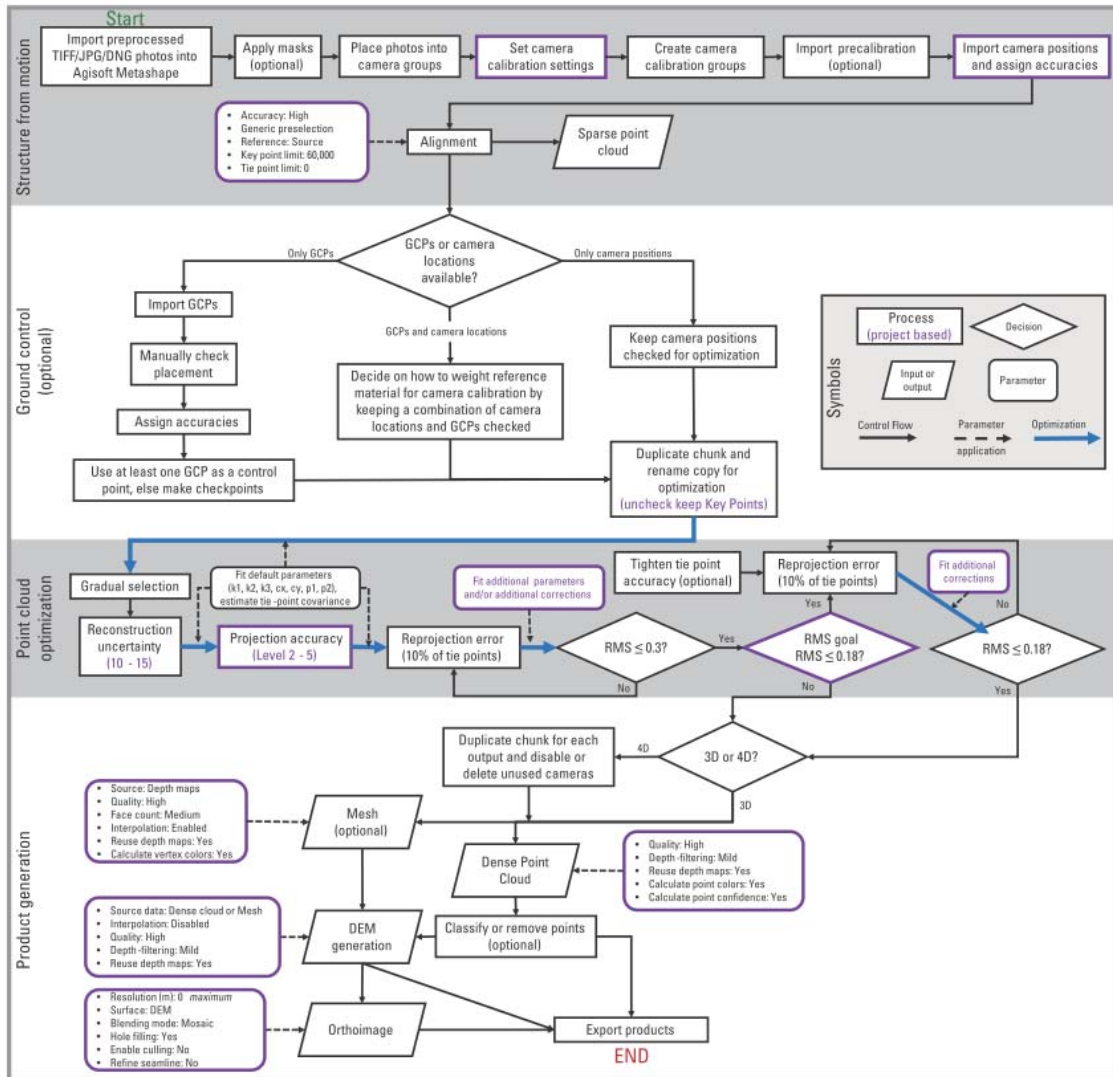 Start
Structure from motion
Import preprocessed
TIFF/JPG/DNG photos into
Agisoft Metashape
Apply masks
(optional)
Place photos into
camera groups
Set camera
calibration settings
Create camera
calibration groups
Import precalibration
(optional)
Import camera positions
and assign accuracies
• Accuracy: High
• Generic preselection
• Reference: Source
• Key point limit: 60,000
• Tie point limit: 0
Alignment
Sparse point
cloud
Ground control
(optional)
GCPs or camera
locations
available?
Only GCPs
Only camera positions
GCPs and camera locations
Import GCPs
Manually check
placement
Assign accuracies
Use at least one GCP as a control
point, else make checkpoints
Decide on how to weight reference
material for camera calibration by
keeping a combination of camera
locations and GCPs checked
Keep camera positions
checked for optimization
Duplicate chunk and
rename copy for
optimization
(uncheck keep Key Points)
Symbols
Process
(project based)
Decision
Input or
output
Parameter
Control Flow
Parameter
application
Optimization
Point cloud
optimization
Gradual selection
Reconstruction
uncertainty
(10 - 15)
Fit default parameters
(k1, k2, k3, cx, cy, p1, p2),
estimate tie -point covariance
Projection accuracy
(Level 2 - 5)
Reprojection error
(10% of tie points)
Fit additional parameters
and/or additional corrections
RMS ≤ 0.3?
Yes
No
Tighten tie point
accuracy (optional)
Reprojection error
(10% of tie points)
Yes
RMS goal
RMS ≤ 0.18?
No
Fit additional
corrections
No
RMS ≤ 0.18?
Yes
Product generation
Duplicate chunk for each
output and disable or
delete unused cameras
4D
3D or 4D?
3D
• Source: Depth maps
• Quality: High
• Face count: Medium
• Interpolation: Enabled
• Reuse depth maps: Yes
• Calculate vertex colors: Yes
Mesh
(optional)
Dense Point
Cloud
• Quality: High
• Depth-filtering: Mild
• Reuse depth maps: Yes
• Calculate point colors: Yes
• Calculate point confidence: Yes
• Source data: Dense cloud or Mesh
• Interpolation: Disabled
• Quality: High
• Depth -filtering: Mild
• Reuse depth maps: Yes
DEM
generation
Classify or remove points
(optional)
• Resolution (m): 0 maximum
• Surface: DEM
• Blending mode: Mosaic
• Hole filling: Yes
• Enable culling: No
• Refine seamline: No
Orthoimage
Export products
END